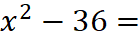 x² − 36 =